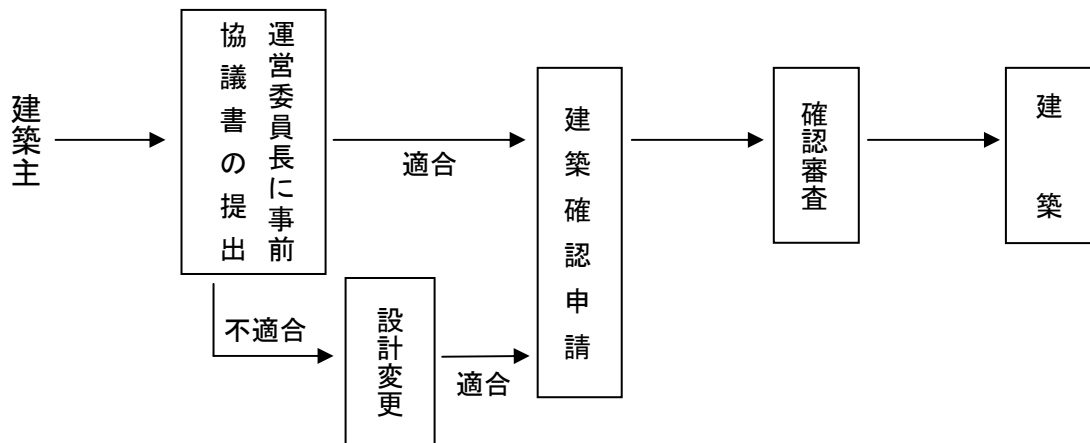 建築主
運営委員長に事前
協議書の提出
適合
不適合
設計変更
適合
建築確認申請
確認審査
建築